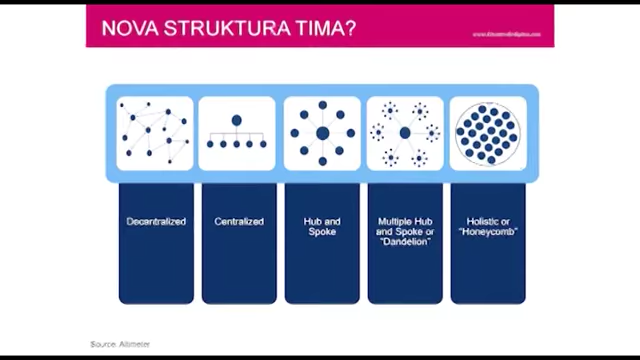 NOVA STRUKTURA TIMA?
Decentralized
Centralized
Hub and
Spoke
Multiple Hub
and Spoke or
"Dandelion"
Holistic or
"Honeycomb"
Source: Altimeter